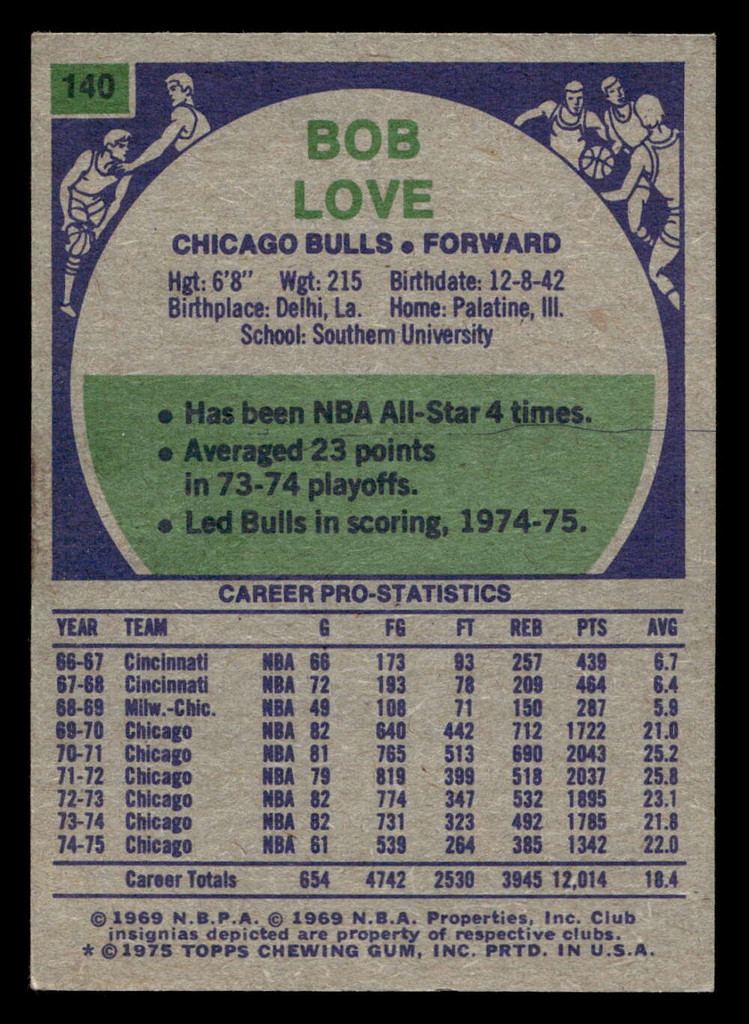 140
BOB
LOVE
CHICAGO BULLS • FORWARD
Hgt: 6'8" Wgt: 215 Birthdate: 12-8-42
Birthplace: Delhi, La. Home: Palatine, Ill.
School: Southern University
• Has been NBA All-Star 4 times.
• Averaged 23 points
in 73-74 playoffs.
• Led Bulls in scoring, 1974-75.
CAREER PRO-STATISTICS
YEAR TEAM G FG FT REB PTS AVG
66-67 Cincinnati NBA 66 173 93 257 439 6.7
67-68 Cincinnati NBA 72 193 78 209 464 6.4
68-69 Milw.-Chic. NBA 49 108 71 150 287 5.9
69-70 Chicago NBA 82 640 442 712 1722 21.0
70-71 Chicago NBA 81 765 513 690 2043 25.2
71-72 Chicago NBA 79 819 399 518 2037 25.8
72-73 Chicago NBA 82 774 347 532 1895 23.1
73-74 Chicago NBA 82 731 323 492 1785 21.8
74-75 Chicago NBA 61 539 264 385 1342 22.0
Career Totals 654 4742 2530 3945 12,014 18.4
© 1969 N.B.P.A. © 1969 N.B.A. Properties, Inc. Club
insignias depicted are property of respective clubs.
* © 1975 TOPPS CHEWING GUM, INC. PRTD. IN U.S.A.